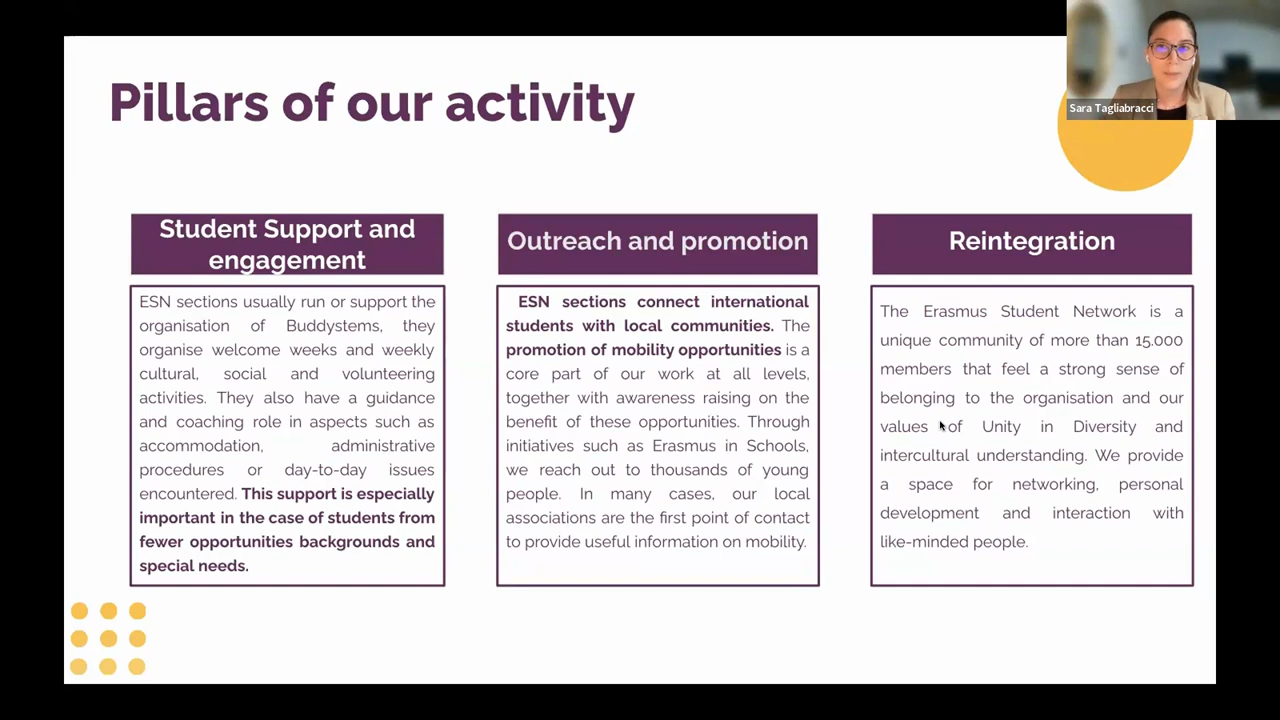 Pillars of our activity
Sara Tagliabracci
Student Support and
engagement
ESN sections usually run or support the
organisation of Buddystems, they
organise welcome weeks and weekly
cultural, social and volunteering
activities. They also have a guidance
and coaching role in aspects such as
accommodation, administrative
procedures or day-to-day issues
encountered. This support is especially
important in the case of students from
fewer opportunities backgrounds and
special needs.
Outreach and promotion
ESN sections connect international
students with local communities. The
promotion of mobility opportunities is a
core part of our work at all levels,
together with awareness raising on the
benefit of these opportunities. Through
initiatives such as Erasmus in Schools,
we reach out to thousands of young
people. In many cases, our local
associations are the first point of contact
to provide useful information on mobility.
Reintegration
The Erasmus Student Network is a
unique community of more than 15.000
members that feel a strong sense of
belonging to the organisation and our
values of Unity in Diversity and
intercultural understanding. We provide
a space for networking, personal
development and interaction with
like-minded people.